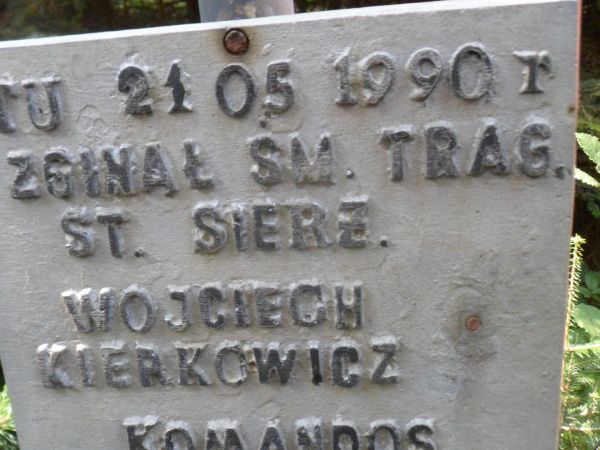 TU 21 05 1990 r
ZGINAŁ ŚM. TRAG.
ST. SIERŻ.
WOJCIECH
KIERKOWICZ
KOMANDOS